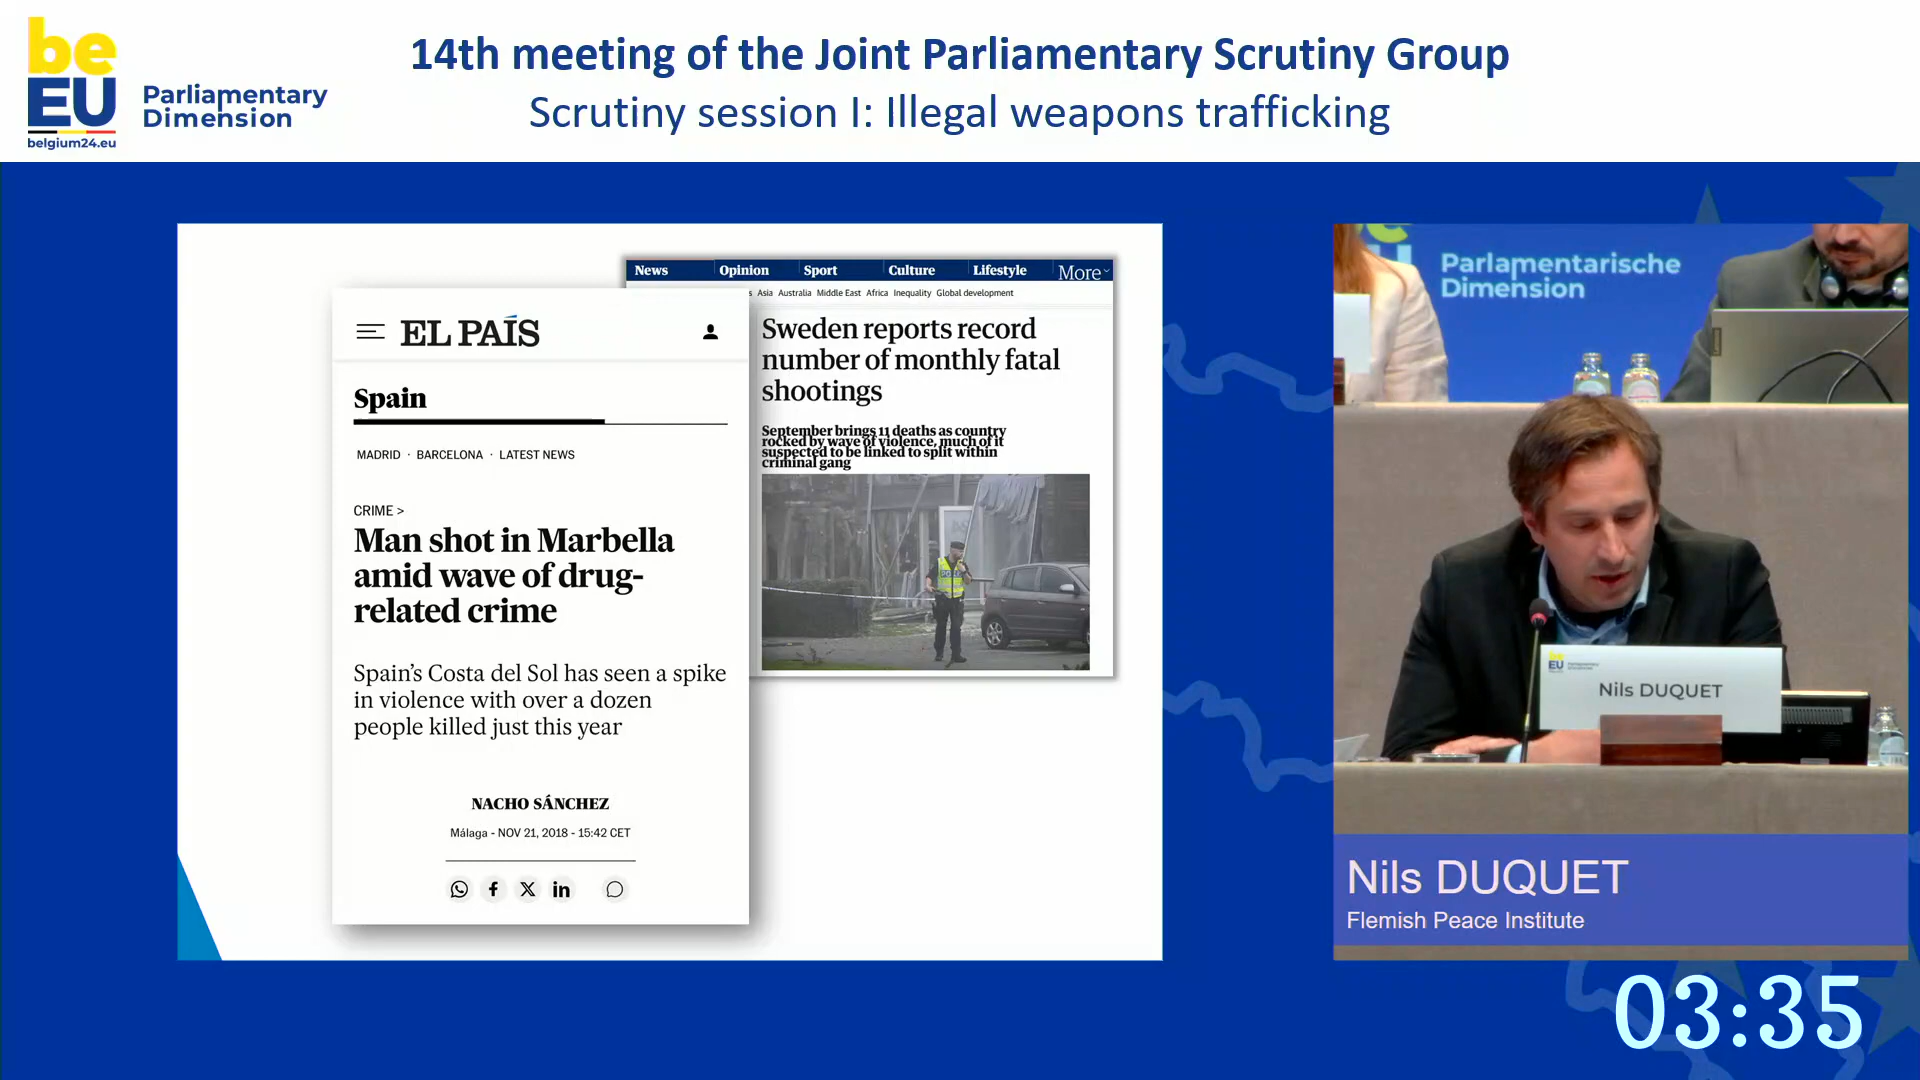 be
EU
Parliamentary
Dimension
belgium24.eu
14th meeting of the Joint Parliamentary Scrutiny Group
Scrutiny session I: Illegal weapons trafficking
News Opinion Sport Culture Lifestyle More
s Asia Australia Middle East Africa Inequality Global development
Sweden reports record
number of monthly fatal
shootings
September brings 11 deaths as country
rocked by wave of violence, much of it
suspected to be linked to split within
criminal gang
EL PAÍS
Spain
MADRID · BARCELONA · LATEST NEWS
CRIME >
Man shot in Marbella
amid wave of drug-
related crime
Spain’s Costa del Sol has seen a spike
in violence with over a dozen
people killed just this year
NACHO SÁNCHEZ
Málaga - NOV 21, 2018 - 15:42 CET
Parlamentarische
Dimension
be
EU
Nils DUQUET
Nils DUQUET
Flemish Peace Institute
03:35